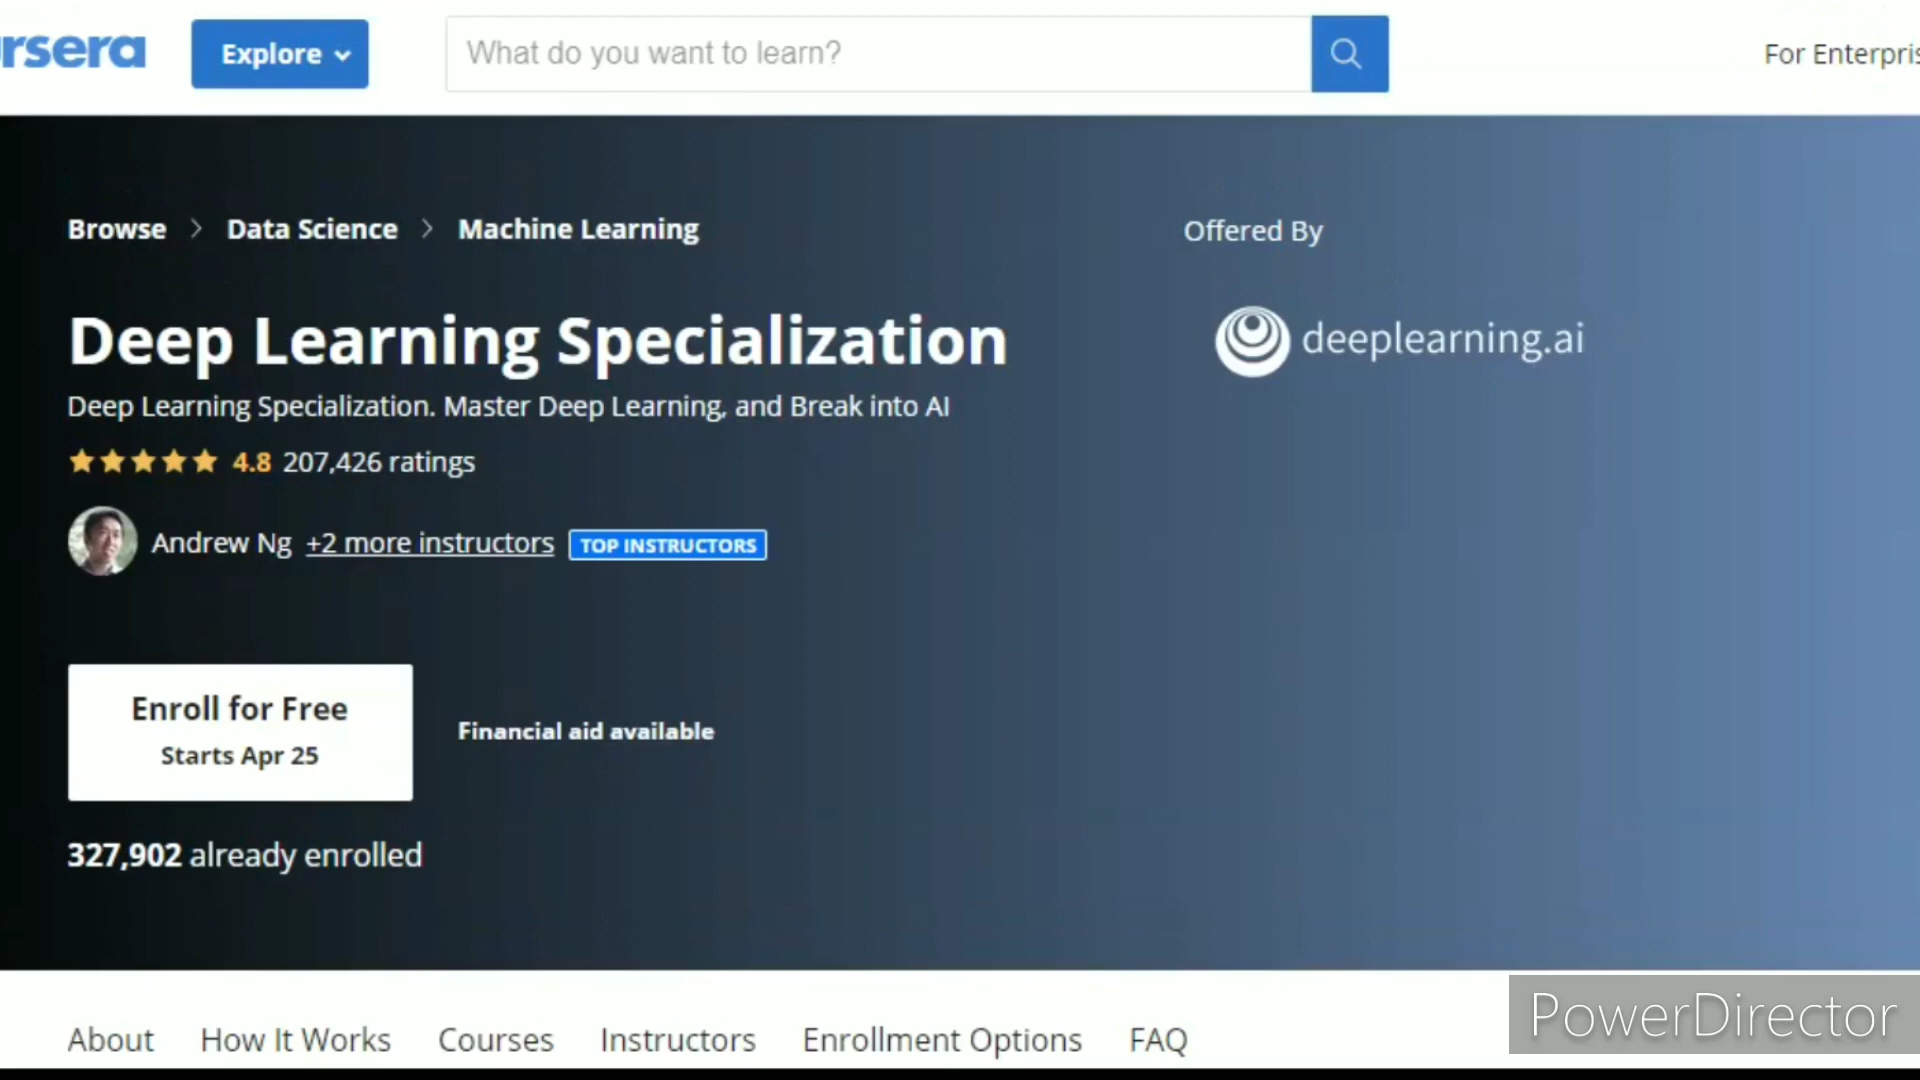 rsera
Explore
What do you want to learn?
For Enterpris
Browse > Data Science > Machine Learning
Offered By
Deep Learning Specialization
deeplearning.ai
Deep Learning Specialization. Master Deep Learning, and Break into AI
4.8 207,426 ratings
Andrew Ng +2 more instructors TOP INSTRUCTORS
Enroll for Free
Starts Apr 25
Financial aid available
327,902 already enrolled
About How It Works Courses Instructors Enrollment Options FAQ
PowerDirector